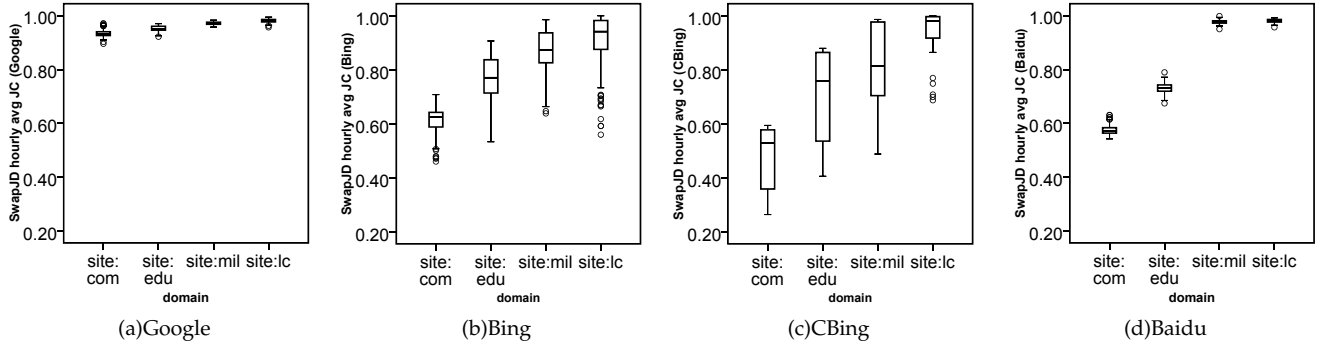 SwapJD hourly avg JC (Google)
1.00
0.80
0.60
0.40
0.20
site:com
site:edu
site:mil
site:lc
domain
(a)Google
SwapJD hourly avg JC (Bing)
1.00
0.80
0.60
0.40
0.20
site:com
site:edu
site:mil
site:lc
domain
(b)Bing
SwapJD hourly avg JC (CBing)
1.00
0.80
0.60
0.40
0.20
site:com
site:edu
site:mil
site:lc
domain
(c)CBing
SwapJD hourly avg JC (Baidu)
1.00
0.80
0.60
0.40
0.20
site:com
site:edu
site:mil
site:lc
domain
(d)Baidu